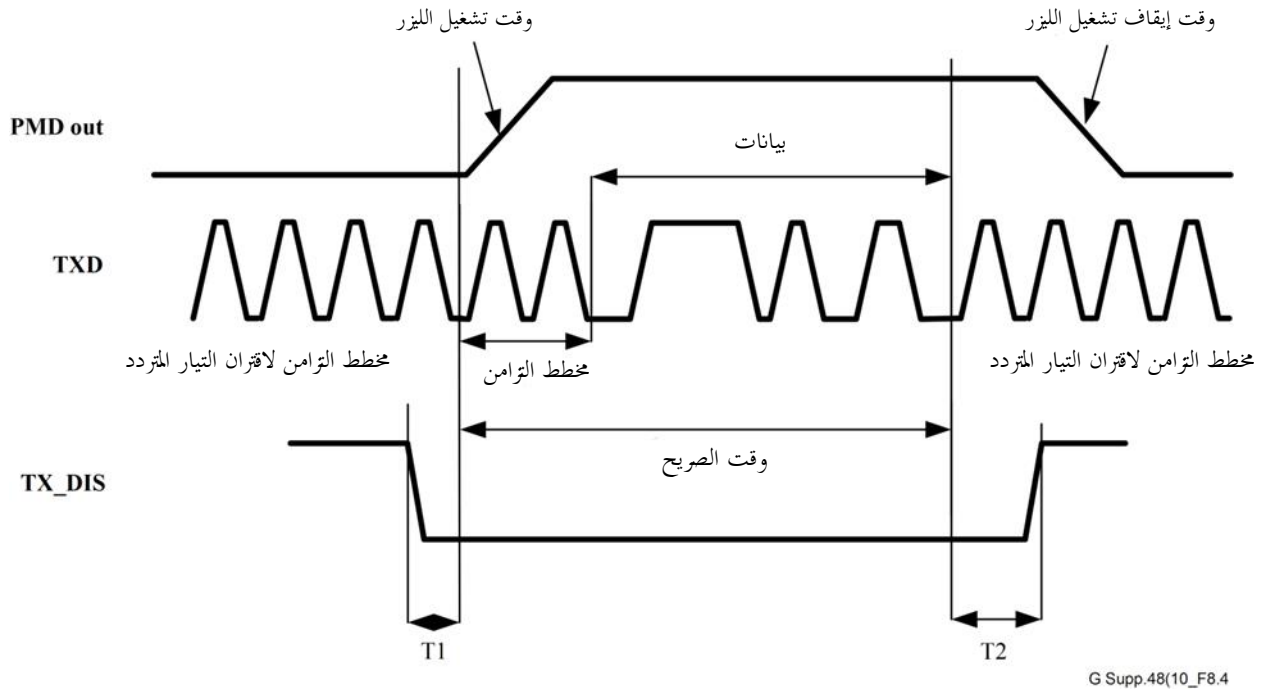 وقت تشغيل الليزر
وقت إيقاف تشغيل الليزر
PMD out
بيانات
TXD
مخطط التزامن لاقتران التيار المتردد
مخطط التزامن
مخطط التزامن لاقتران التيار المتردد
وقت الصريح
TX_DIS
T1
T2
G Supp.48(10_F8.4